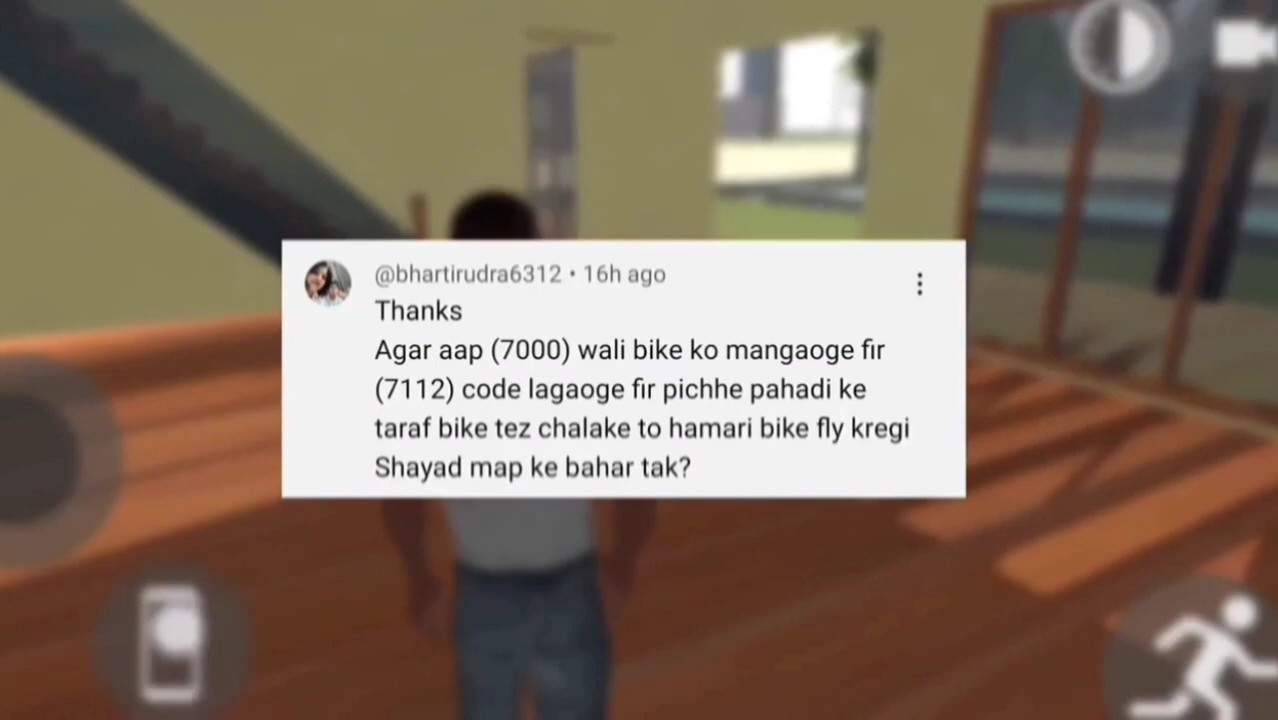 @bhartirudra6312 • 16h ago
Thanks
Agar aap (7000) wali bike ko mangaoge fir
(7112) code lagaoge fir pichhe pahadi ke
taraf bike tez chalake to hamari bike fly kregi
Shayad map ke bahar tak?